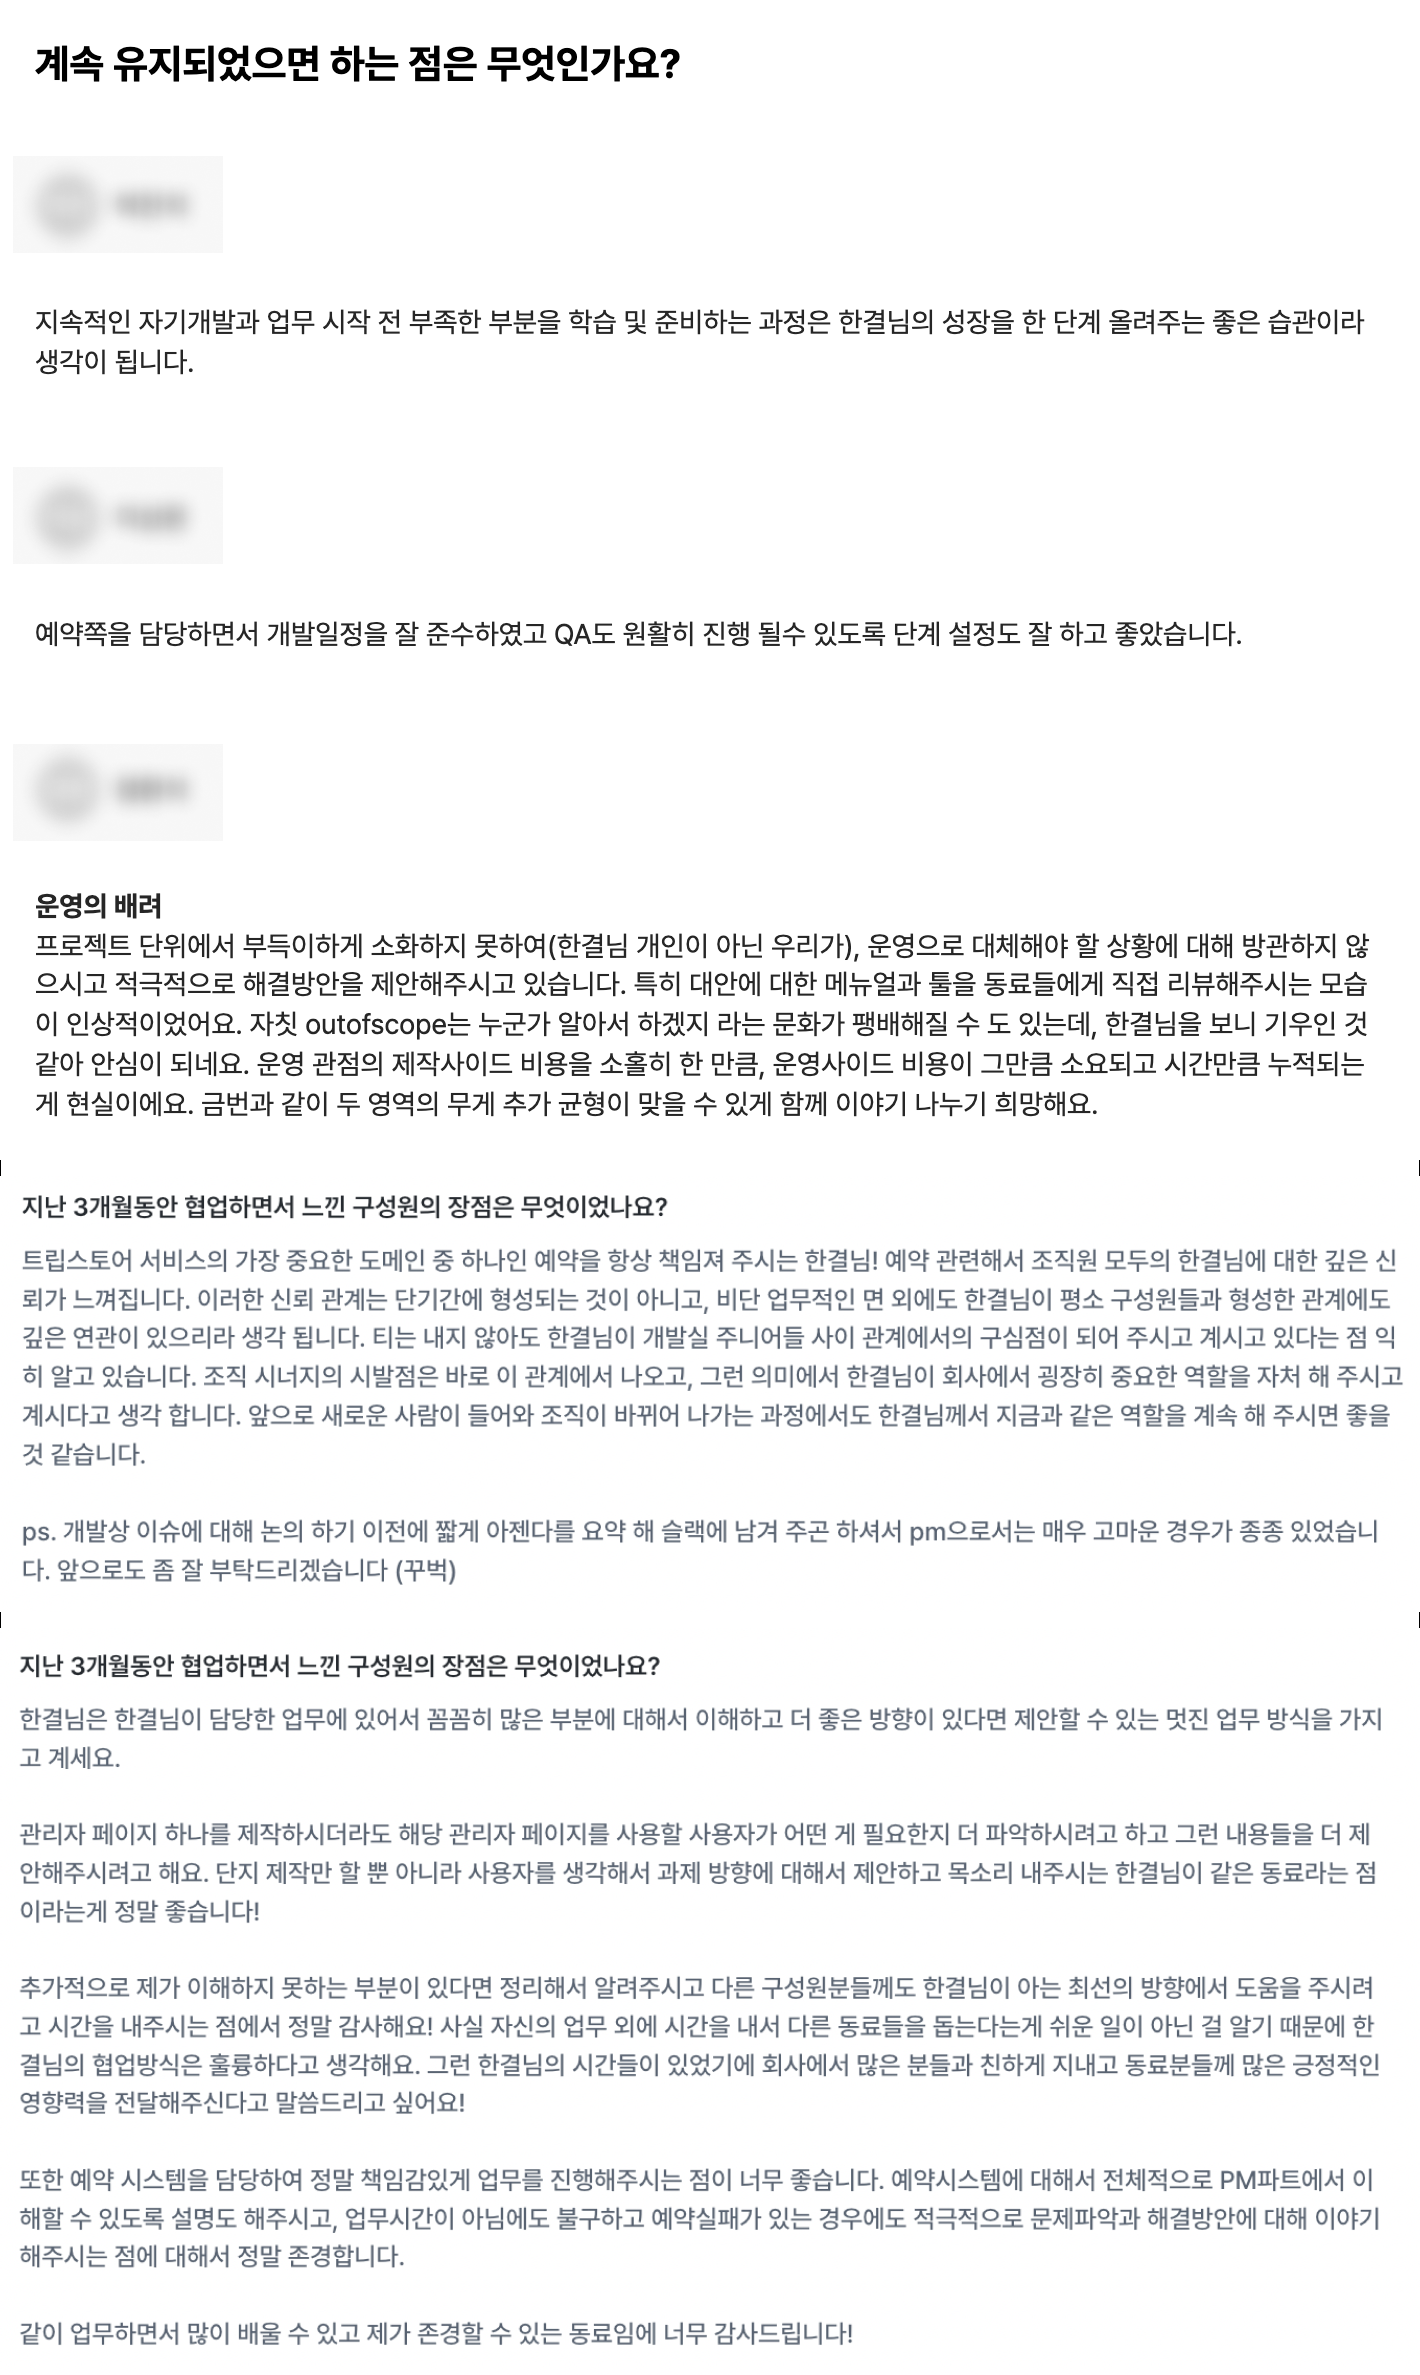 계속 유지되었으면 하는 점은 무엇인가요?
지속적인 자기개발과 업무 시작 전 부족한 부분을 학습 및 준비하는 과정은 한결님의 성장을 한 단계 올려주는 좋은 습관이라
생각이 됩니다.
예약쪽을 담당하면서 개발일정을 잘 준수하였고 QA도 원활히 진행 될수 있도록 단계 설정도 잘 하고 좋았습니다.
운영의 배려
프로젝트 단위에서 부득이하게 소화하지 못하여(한결님 개인이 아닌 우리가), 운영으로 대체해야 할 상황에 대해 방관하지 않
으시고 적극적으로 해결방안을 제안해주시고 있습니다. 특히 대안에 대한 메뉴얼과 툴을 동료들에게 직접 리뷰해주시는 모습
이 인상적이었어요. 자칫 outofscope는 누군가 알아서 하겠지 라는 문화가 팽배해질 수 도 있는데, 한결님을 보니 기우인 것
같아 안심이 되네요. 운영 관점의 제작사이드 비용을 소홀히 한 만큼, 운영사이드 비용이 그만큼 소요되고 시간만큼 누적되는
게 현실이에요. 금번과 같이 두 영역의 무게 추가 균형이 맞을 수 있게 함께 이야기 나누기 희망해요.
지난 3개월동안 협업하면서 느낀 구성원의 장점은 무엇이었나요?
트립스토어 서비스의 가장 중요한 도메인 중 하나인 예약을 항상 책임져 주시는 한결님! 예약 관련해서 조직원 모두의 한결님에 대한 깊은 신
뢰가 느껴집니다. 이러한 신뢰 관계는 단기간에 형성되는 것이 아니고, 비단 업무적인 면 외에도 한결님이 평소 구성원들과 형성한 관계에도
깊은 연관이 있으리라 생각 됩니다. 티는 내지 않아도 한결님이 개발실 주니어들 사이 관계에서의 구심점이 되어 주시고 계시고 있다는 점 익
히 알고 있습니다. 조직 시너지의 시발점은 바로 이 관계에서 나오고, 그런 의미에서 한결님이 회사에서 굉장히 중요한 역할을 자처 해 주시고
계시다고 생각 합니다. 앞으로 새로운 사람이 들어와 조직이 바뀌어 나가는 과정에서도 한결님께서 지금과 같은 역할을 계속 해 주시면 좋을
것 같습니다.
ps. 개발상 이슈에 대해 논의 하기 이전에 짧게 아젠다를 요약 해 슬랙에 남겨 주곤 하셔서 pm으로서는 매우 고마운 경우가 종종 있었습니
다. 앞으로도 좀 잘 부탁드리겠습니다 (꾸벅)
지난 3개월동안 협업하면서 느낀 구성원의 장점은 무엇이었나요?
한결님은 한결님이 담당한 업무에 있어서 꼼꼼히 많은 부분에 대해서 이해하고 더 좋은 방향이 있다면 제안할 수 있는 멋진 업무 방식을 가지
고 계세요.
관리자 페이지 하나를 제작하시더라도 해당 관리자 페이지를 사용할 사용자가 어떤 게 필요한지 더 파악하시려고 하고 그런 내용들을 더 제
안해주시려고 해요. 단지 제작만 할 뿐 아니라 사용자를 생각해서 과제 방향에 대해서 제안하고 목소리 내주시는 한결님이 같은 동료라는 점
이라는게 정말 좋습니다!
추가적으로 제가 이해하지 못하는 부분이 있다면 정리해서 알려주시고 다른 구성원분들께도 한결님이 아는 최선의 방향에서 도움을 주시려
고 시간을 내주시는 점에서 정말 감사해요! 사실 자신의 업무 외에 시간을 내서 다른 동료들을 돕는다는게 쉬운 일이 아닌 걸 알기 때문에 한
결님의 협업방식은 훌륭하다고 생각해요. 그런 한결님의 시간들이 있었기에 회사에서 많은 분들과 친하게 지내고 동료분들께 많은 긍정적인
영향력을 전달해주신다고 말씀드리고 싶어요!
또한 예약 시스템을 담당하여 정말 책임감있게 업무를 진행해주시는 점이 너무 좋습니다. 예약시스템에 대해서 전체적으로 PM파트에서 이
해할 수 있도록 설명도 해주시고, 업무시간이 아님에도 불구하고 예약실패가 있는 경우에도 적극적으로 문제파악과 해결방안에 대해 이야기
해주시는 점에 대해서 정말 존경합니다.
같이 업무하면서 많이 배울 수 있고 제가 존경할 수 있는 동료임에 너무 감사드립니다!